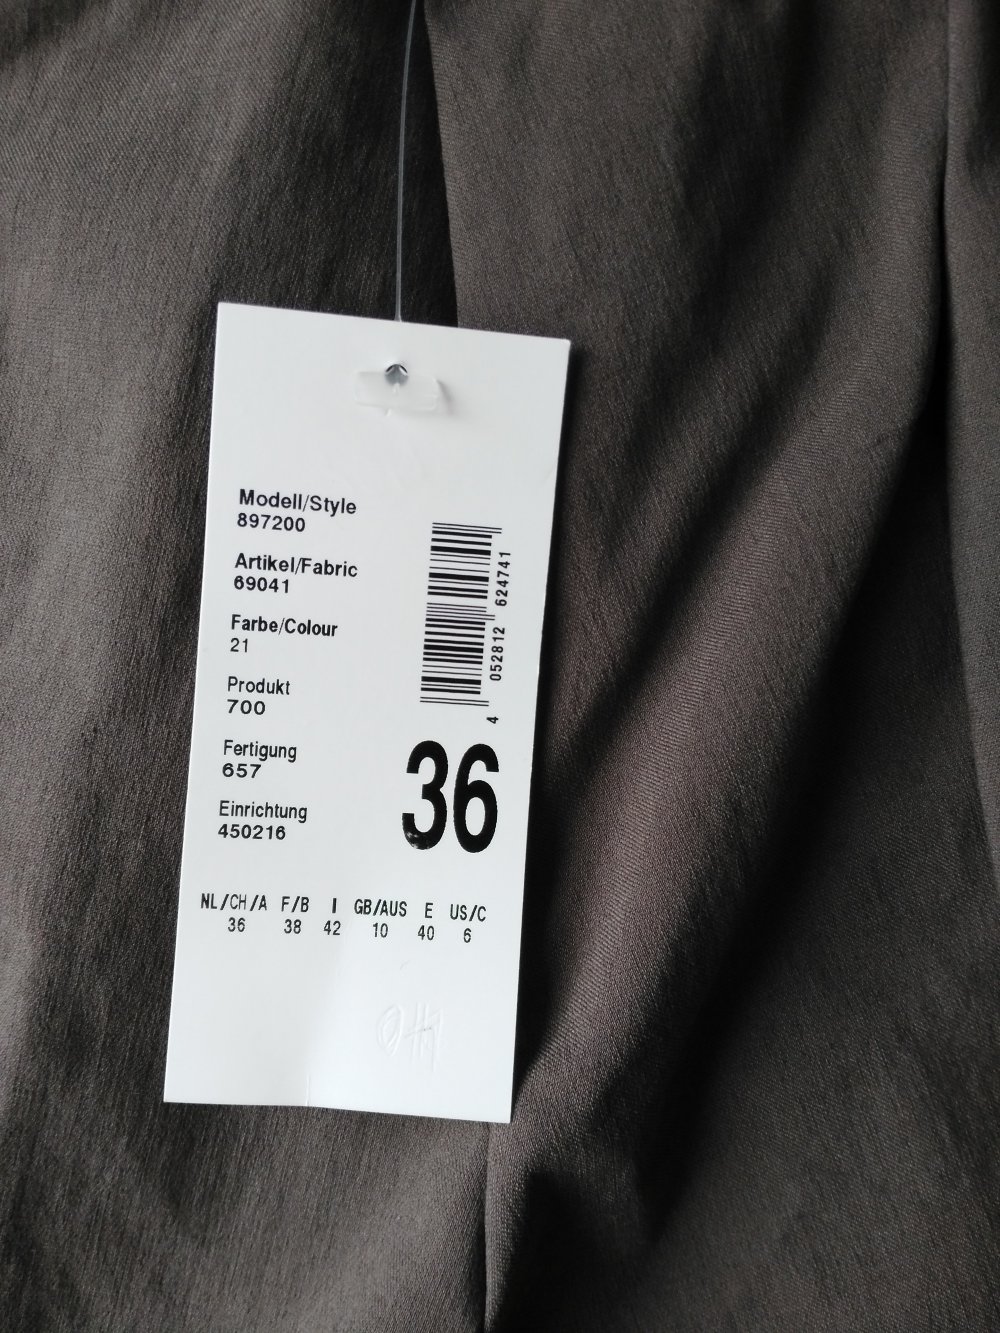 Modell/Style
897200
Artikel/Fabric
69041
Farbe/Colour
21
Produkt
700
Fertigung
657
Einrichtung
450216
4 052812 624741
36
NL/CH/A F/B I GB/AUS E US/C
36 38 42 10 40 6